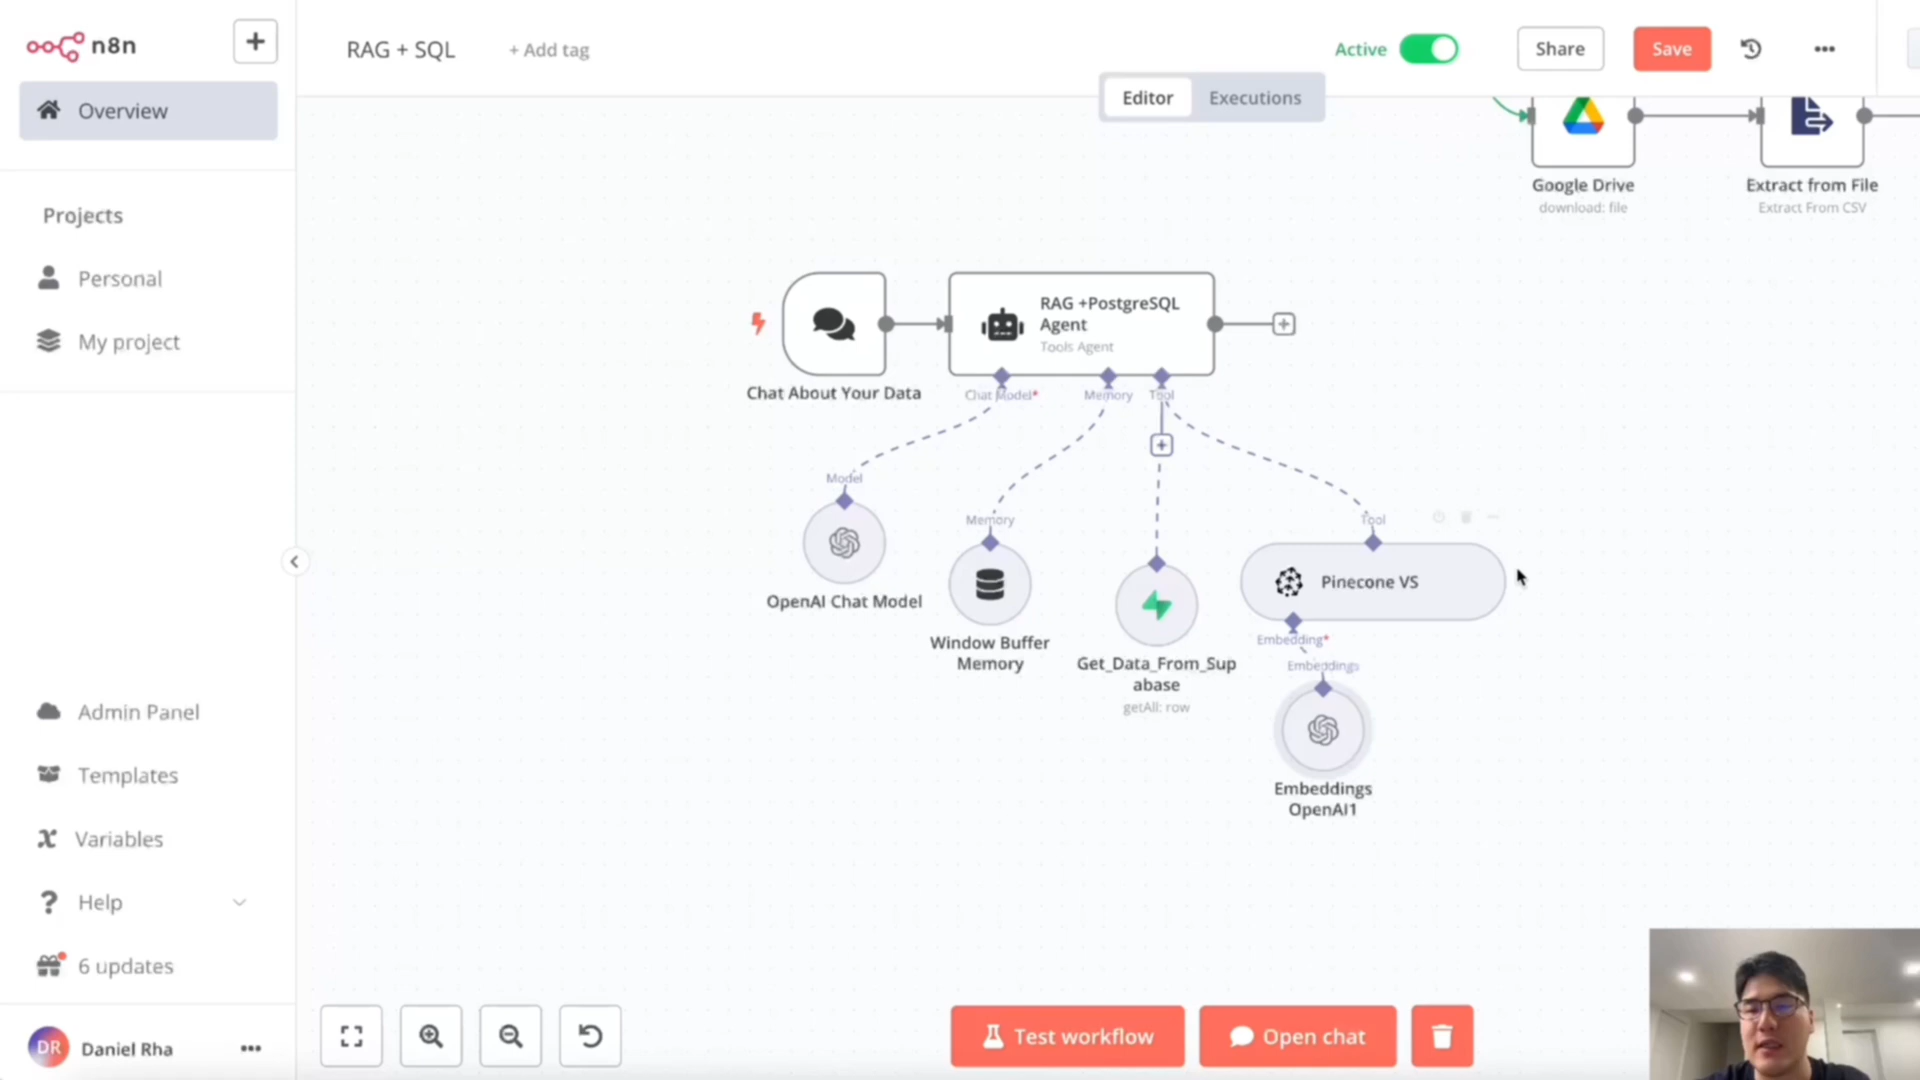 n8n
+
Overview
Projects
Personal
My project
Admin Panel
Templates
Variables
Help
6 updates
DR
Daniel Rha
RAG + SQL
+ Add tag
Active
Share
Save
Editor
Executions
Google Drive
download: file
Extract from File
Extract From CSV
RAG +PostgreSQL
Agent
Tools Agent
Chat About Your Data
Chat Model*
Memory
Tool
Model
OpenAI Chat Model
Memory
Window Buffer
Memory
Get_Data_From_Sup
abase
getAll: row
Tool
Pinecone VS
Embedding*
Embeddings
Embeddings
OpenAI1
Test workflow
Open chat